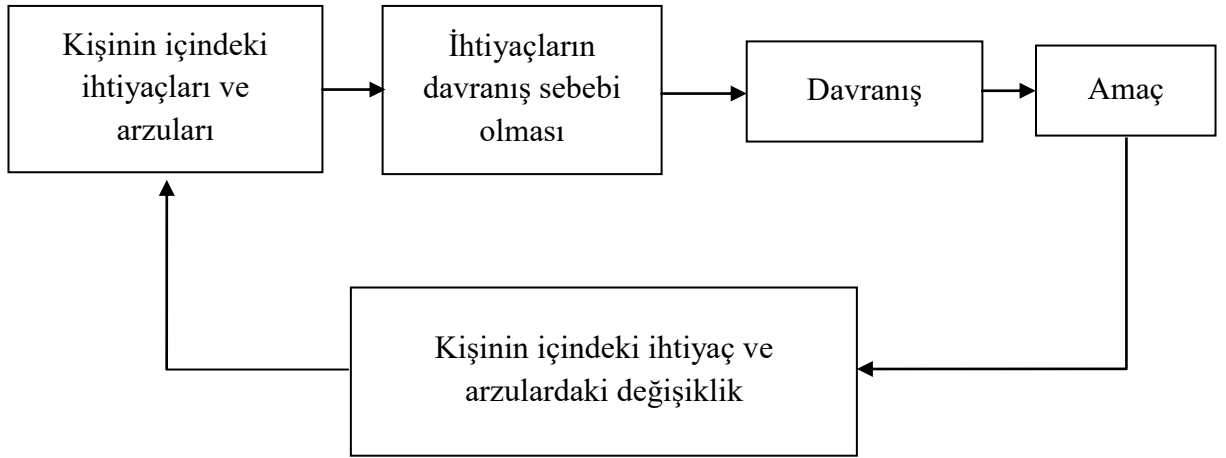 Kişinin içindeki
ihtiyaçları ve
arzuları
İhtiyaçların
davranış sebebi
olması
Davranış
Amaç
Kişinin içindeki ihtiyaç ve
arzulardaki değişiklik